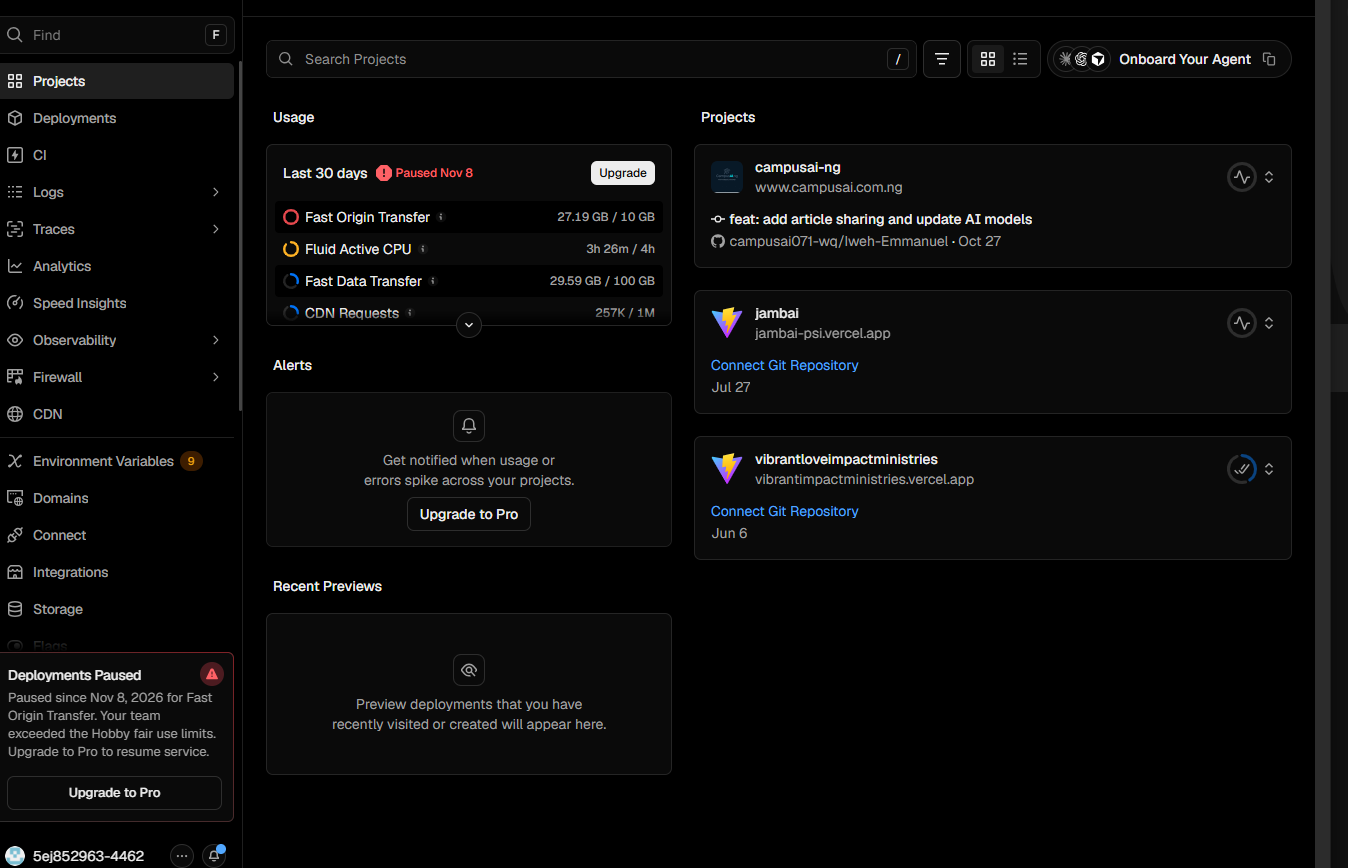 Find
F
Projects
Deployments
CI
Logs
Traces
Analytics
Speed Insights
Observability
Firewall
CDN
Environment Variables 9
Domains
Connect
Integrations
Storage
Flags
Deployments Paused
Paused since Nov 8, 2026 for Fast
Origin Transfer. Your team
exceeded the Hobby fair use limits.
Upgrade to Pro to resume service.
Upgrade to Pro
5ej852963-4462
Search Projects
/
Onboard Your Agent
Usage
Last 30 days Paused Nov 8
Upgrade
Fast Origin Transfer 27.19 GB / 10 GB
Fluid Active CPU 3h 26m / 4h
Fast Data Transfer 29.59 GB / 100 GB
CDN Requests 257K / 1M
Alerts
Get notified when usage or
errors spike across your projects.
Upgrade to Pro
Recent Previews
Preview deployments that you have
recently visited or created will appear here.
Projects
campusai-ng
www.campusai.com.ng
feat: add article sharing and update AI models
campusai071-wq/Iweh-Emmanuel · Oct 27
jambai
jambai-psi.vercel.app
Connect Git Repository
Jul 27
vibrantloveimpactministries
vibrantimpactministries.vercel.app
Connect Git Repository
Jun 6